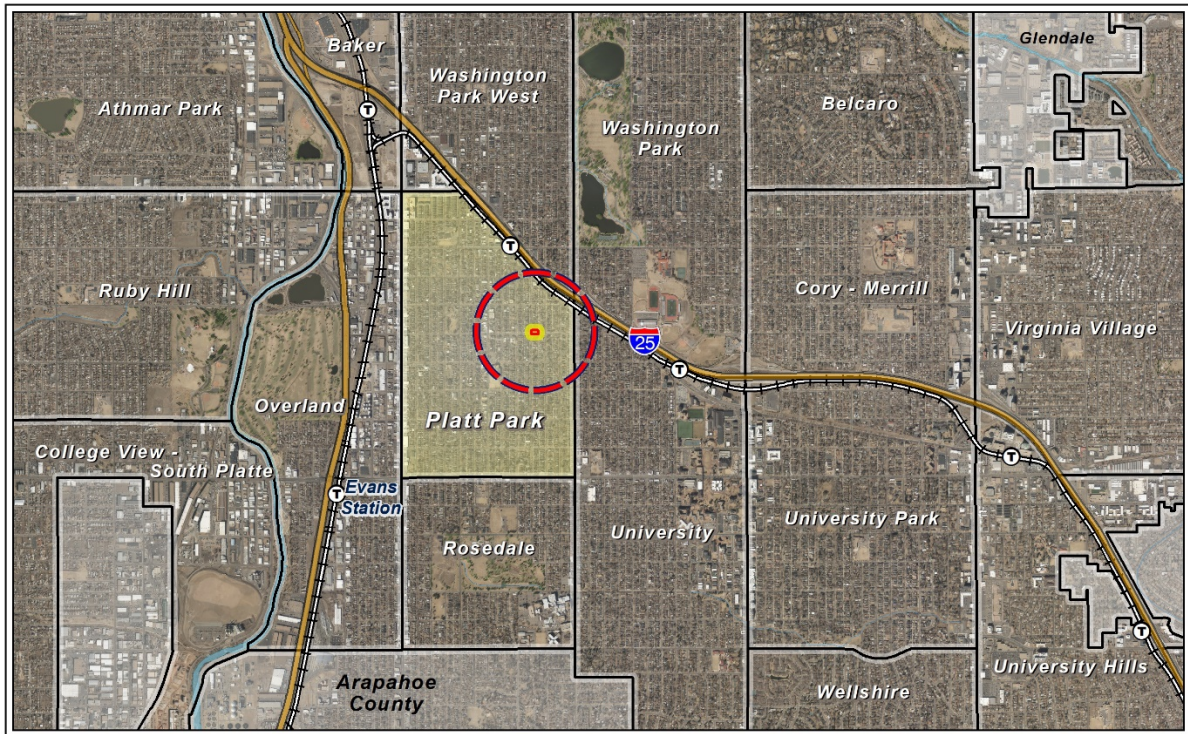 Baker
Glendale
Athmar Park
Washington
Park West
Belcaro
Washington
Park
T
T
Ruby Hill
Cory - Merrill
Virginia Village
25
T
Overland
Platt Park
College View -
South Platte
T
Evans
Station
T
University
University Park
Rosedale
T
University Hills
Arapahoe
County
Wellshire